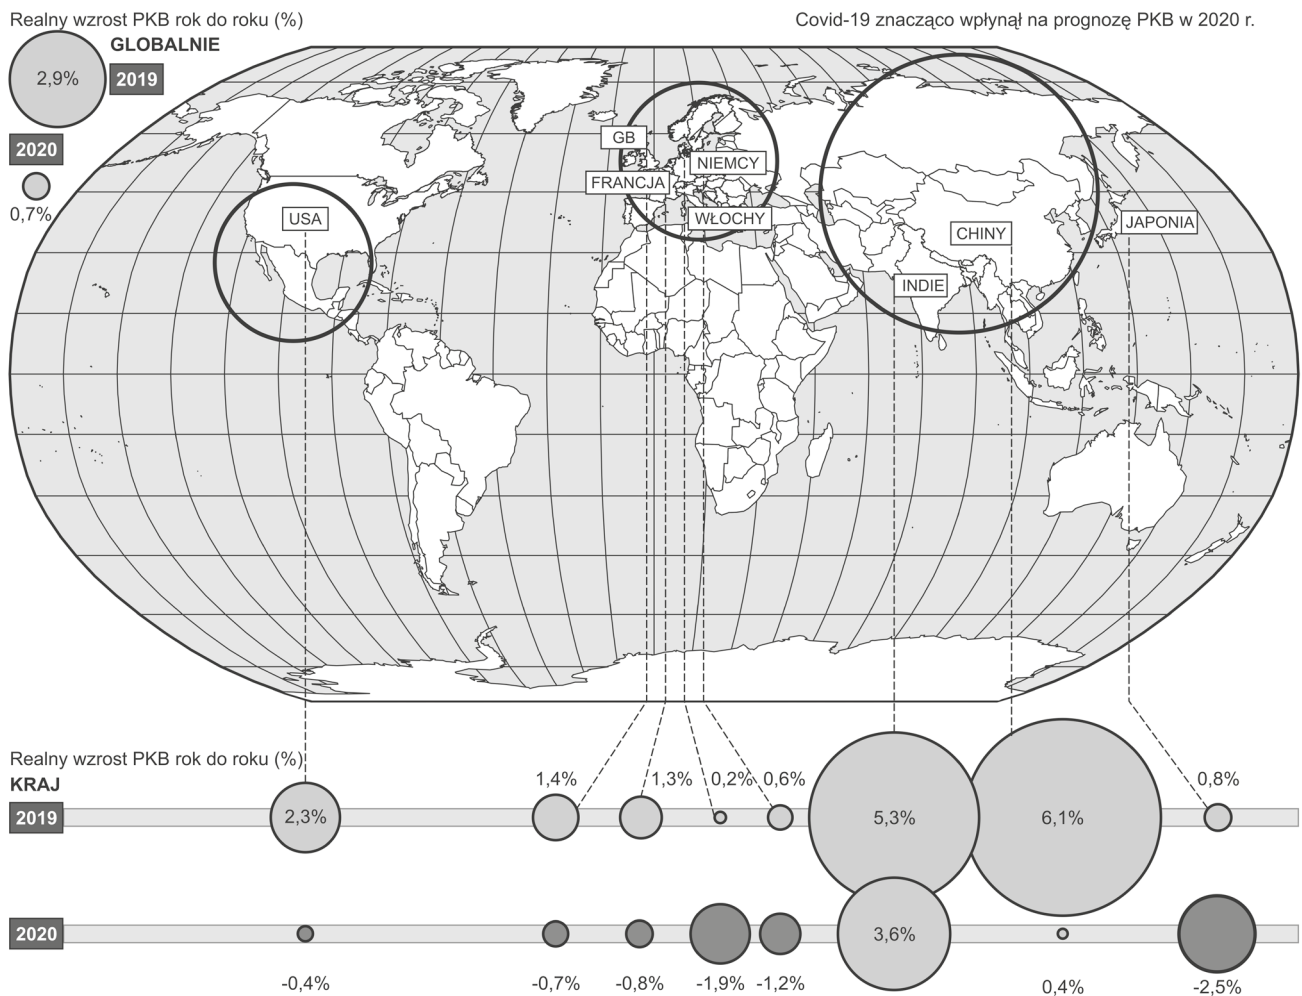 Realny wzrost PKB rok do roku (%)
Covid-19 znacząco wpłynął na prognozę PKB w 2020 r.
GLOBALNIE
2,9%
2019
2020
0,7%
GB
NIEMCY
FRANCJA
USA
WŁOCHY
CHINY
JAPONIA
INDIE
Realny wzrost PKB rok do roku (%)
KRAJ
1,4%
1,3%
0,2%
0,6%
0,8%
2019
2,3%
5,3%
6,1%
2020
3,6%
-0,4%
-0,7%
-0,8%
-1,9%
-1,2%
0,4%
-2,5%